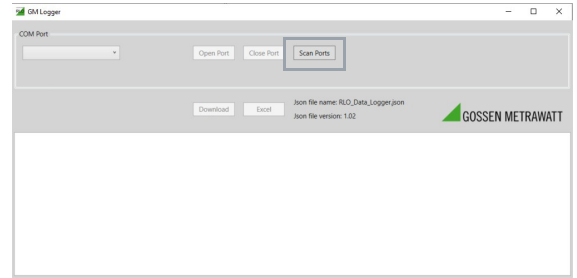 GM Logger
COM Port
Open Port Close Port Scan Ports
Download Excel Json file name: RLO_Data_Logger.json
Json file version: 1.02
GOSSEN METRAWATT